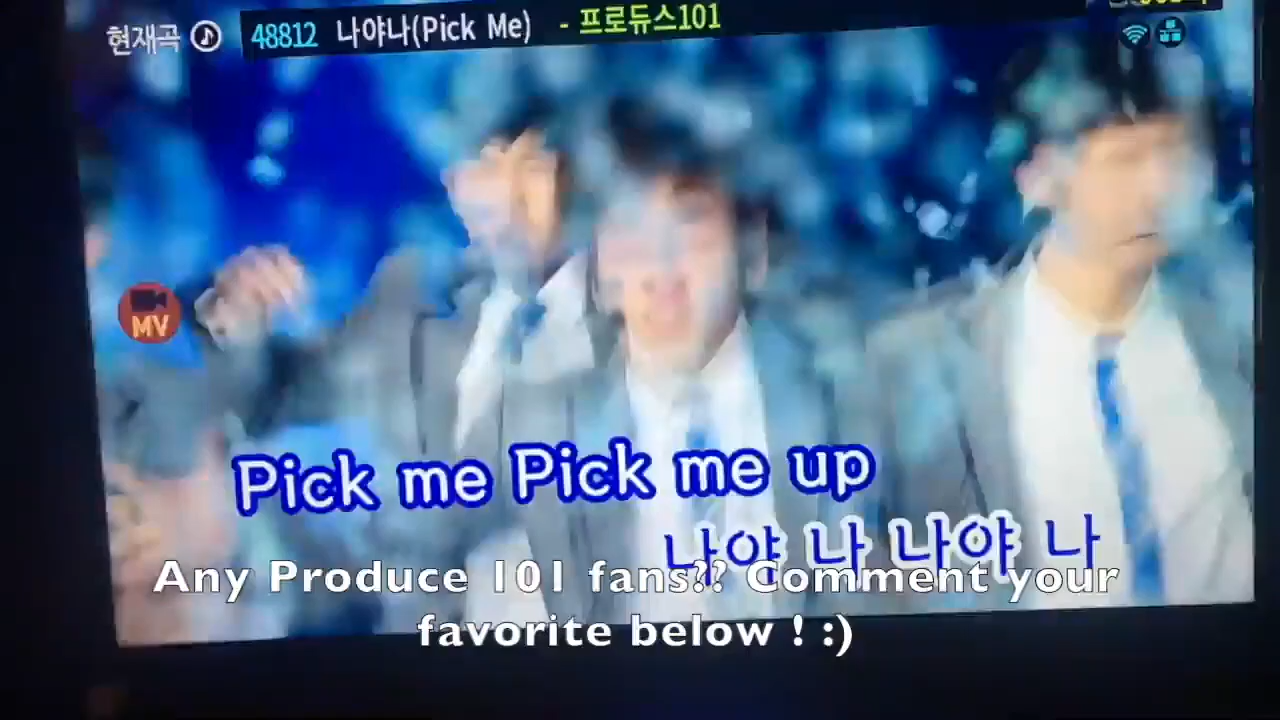 현재곡 48812 나야나(Pick Me) - 프로듀스101
MV
Pick me Pick me up
나야 나 나야 나
Any Produce 101 fans?? Comment your
favorite below ! :)